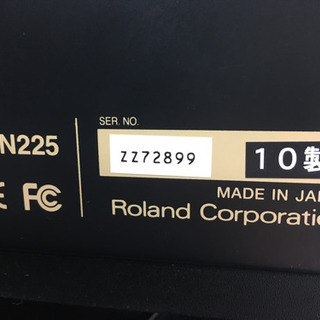 SER. NO.
N225
ZZ72899
10製
FC
MADE IN JAPA
Roland Corporatio